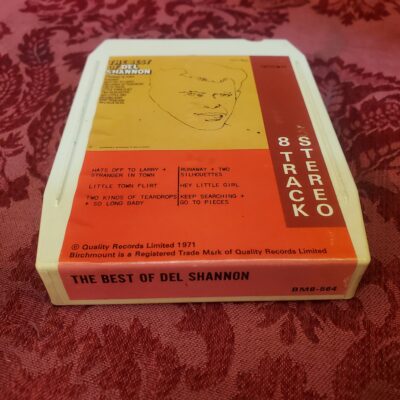 THE BEST
OF DEL
SHANNON
STEREO
8 TRACK
HATS OFF TO LARRY +
STRANGER IN TOWN
LITTLE TOWN FLIRT
TWO KINDS OF TEARDROPS
+ SO LONG BABY
RUNAWAY + TWO
SILHOUETTES
HEY LITTLE GIRL
KEEP SEARCHING +
GO TO PIECES
© Quality Records Limited 1971
Birchmount is a Registered Trade Mark of Quality Records Limited
THE BEST OF DEL SHANNON
BM8-564